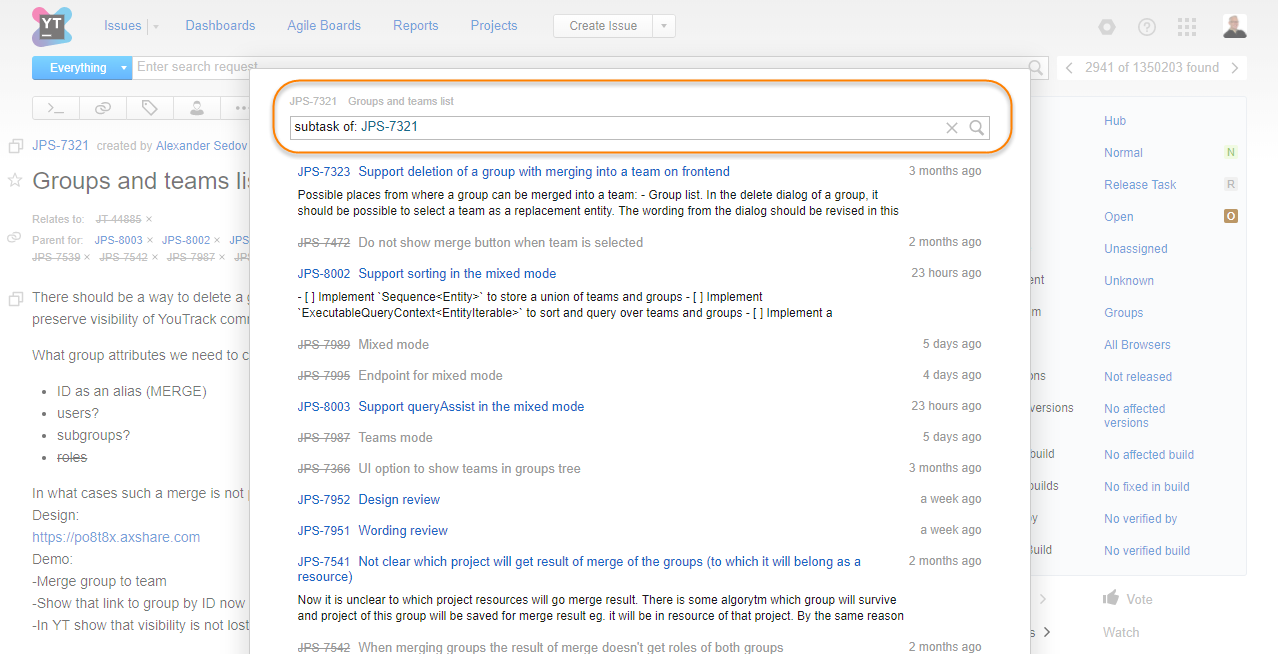 YT
Issues
Dashboards
Agile Boards
Reports
Projects
Create Issue
Everything
Enter search request
2941 of 1350203 found
JPS-7321 created by Alexander Sedov
Groups and teams
Relates to: JT-44885 ×
Parent for: JPS-8003 × JPS-8002 × JPS
JPS-7539 × JPS-7542 × JPS-7987 ×
There should be a way to delete a
preserve visibility of YouTrack
What group attributes we need to
• ID as an alias (MERGE)
• users?
• subgroups?
• roles
In what cases such a merge is not
Design:
https://po8t8x.axshare.com
Demo:
-Merge group to team
-Show that link to group by ID now
-In YT show that visibility is not lost
JPS-7321 Groups and teams list
subtask of: JPS-7321
JPS-7323 Support deletion of a group with merging into a team on frontend 3 months ago
Possible places from where a group can be merged into a team: - Group list. In the delete dialog of a group, it
should be possible to select a team as a replacement entity. The wording from the dialog should be revised in this
JPS-7472 Do not show merge button when team is selected 2 months ago
JPS-8002 Support sorting in the mixed mode 23 hours ago
- [ ] Implement `Sequence<Entity>` to store a union of teams and groups - [ ] Implement
`ExecutableQueryContext<EntityIterable>` to sort and query over teams and groups - [ ] Implement a
JPS-7989 Mixed mode 5 days ago
JPS-7995 Endpoint for mixed mode 4 days ago
JPS-8003 Support queryAssist in the mixed mode 23 hours ago
JPS-7987 Teams mode 5 days ago
JPS-7366 UI option to show teams in groups tree 3 months ago
JPS-7952 Design review a week ago
JPS-7951 Wording review a week ago
JPS-7541 Not clear which project will get result of merge of the groups (to which it will belong as a 2 months ago
resource)
Now it is unclear to which project resources will go merge result. There is some algorytm which group will survive
and project of this group will be saved for merge result eg. it will be in resource of that project. By the same reason
JPS-7542 When merging groups the result of merge doesn't get roles of both groups 2 months ago
Hub
Normal N
Release Task R
Open O
Unassigned
Unknown
Groups
All Browsers
Not released
versions No affected
versions
No affected build
No fixed in build
No verified by
No verified build
Vote
Watch